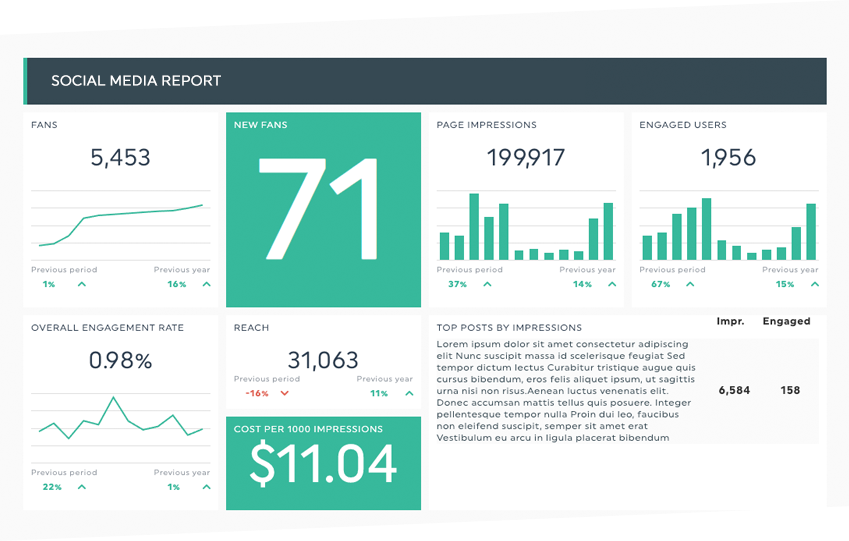 SOCIAL MEDIA REPORT
FANS
5,453
Previous period
Previous year
1%
16%
NEW FANS
71
PAGE IMPRESSIONS
199,917
Previous period
Previous year
37%
14%
ENGAGED USERS
1,956
Previous period
Previous year
67%
15%
OVERALL ENGAGEMENT RATE
0.98%
Previous period
Previous year
22%
1%
REACH
31,063
Previous period
Previous year
-16%
11%
COST PER 1000 IMPRESSIONS
$11.04
TOP POSTS BY IMPRESSIONS
Impr.
Engaged
Lorem ipsum dolor sit amet consectetur adipiscing
elit Nunc suscipit massa id scelerisque feugiat Sed
tempor dictum lectus Curabitur tristique augue quis
cursus bibendum, eros felis aliquet ipsum, ut sagittis
urna nisi non risus.Aenean luctus venenatis elit.
Donec accumsan mattis tellus quis posuere. Integer
pellentesque tempor nulla Proin dui leo, faucibus
non eleifend suscipit, semper sit amet erat
Vestibulum eu arcu in ligula placerat bibendum
6,584
158